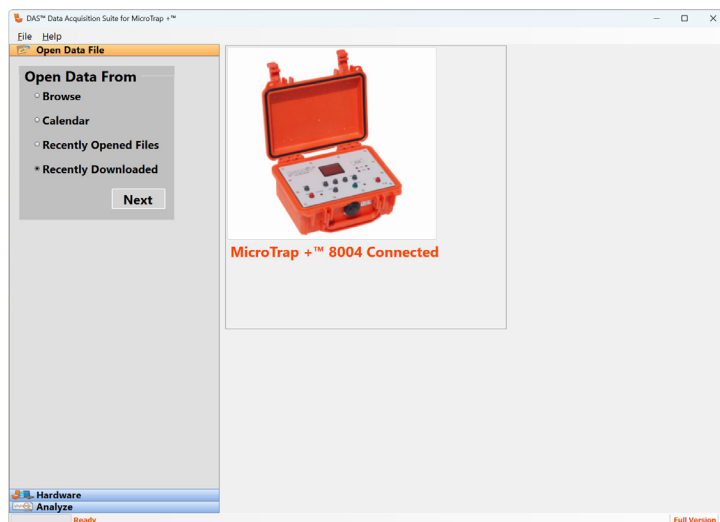 DAS™ Data Acquisition Suite for MicroTrap +™
File Help
Open Data File
Open Data From
Browse
Calendar
Recently Opened Files
Recently Downloaded
Next
MicroTrap +™ 8004 Connected
Hardware
Analyze
Ready
Full Version